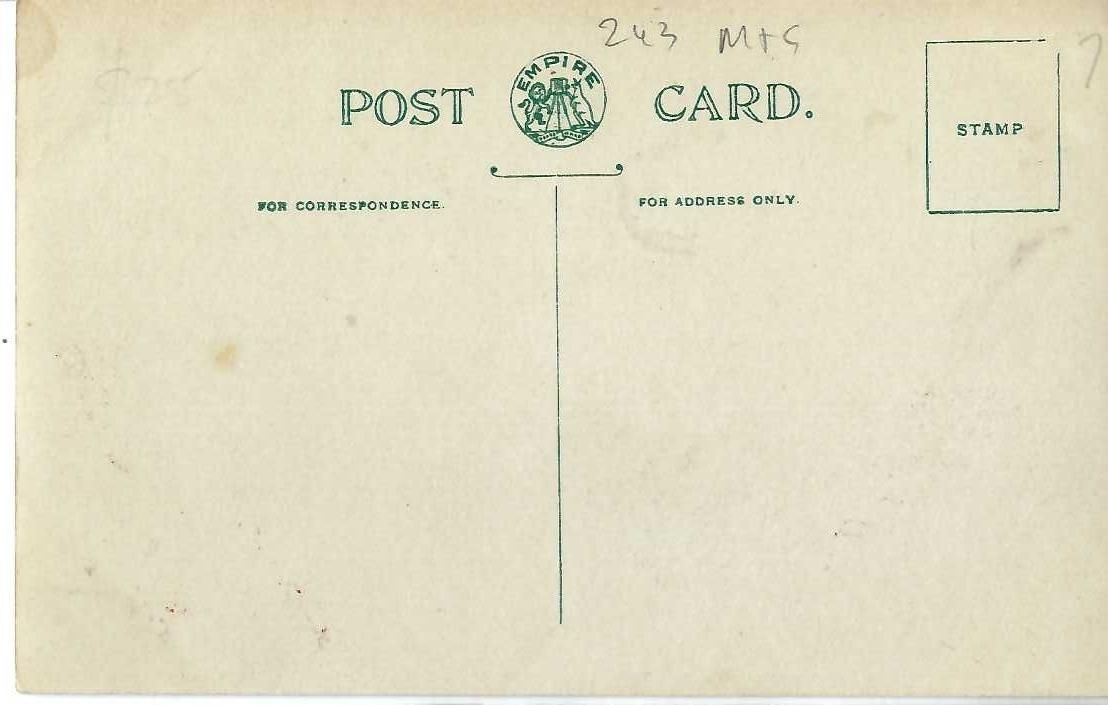 243 M+S
POST EMPIRE CARD.
STAMP
FOR CORRESPONDENCE.
FOR ADDRESS ONLY.